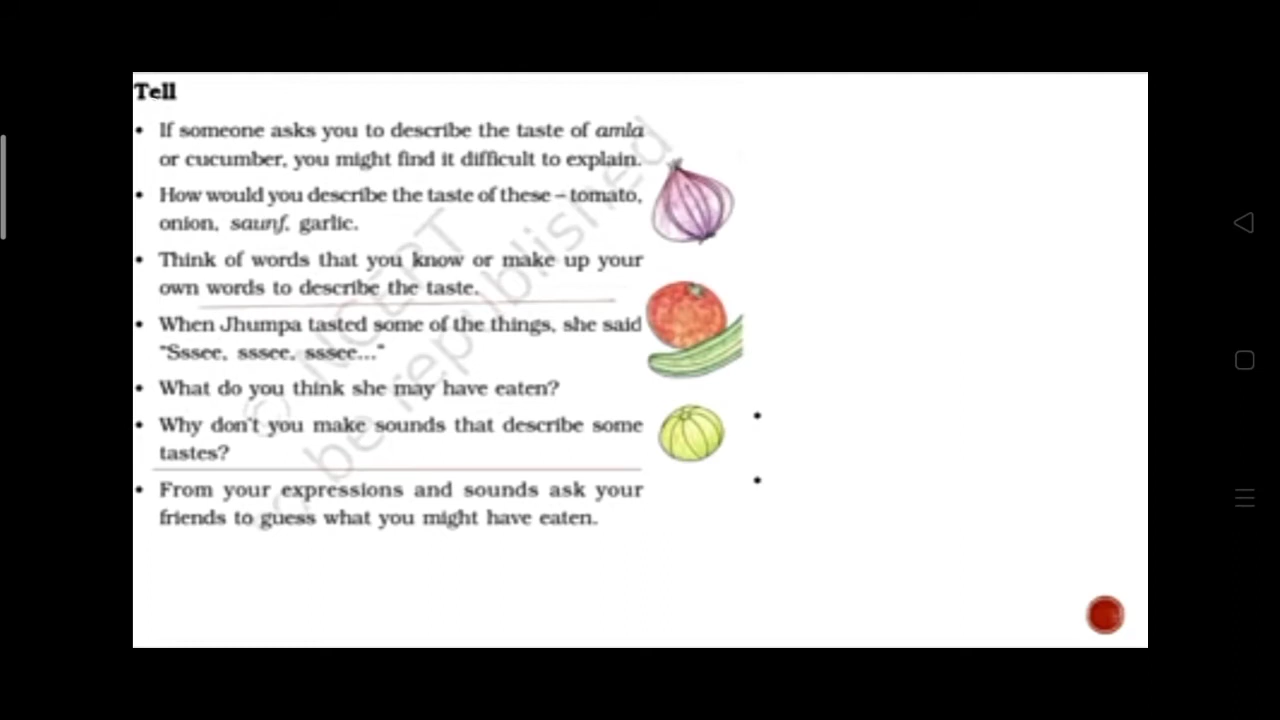 Tell
• If someone asks you to describe the taste of amla
or cucumber, you might find it difficult to explain.
• How would you describe the taste of these – tomato,
onion, saunf, garlic.
• Think of words that you know or make up your
own words to describe the taste.
• When Jhumpa tasted some of the things, she said
"Sssee, sssee, sssee..."
• What do you think she may have eaten?
• Why don't you make sounds that describe some
tastes?
• From your expressions and sounds ask your
friends to guess what you might have eaten.
© NCERT
be republished